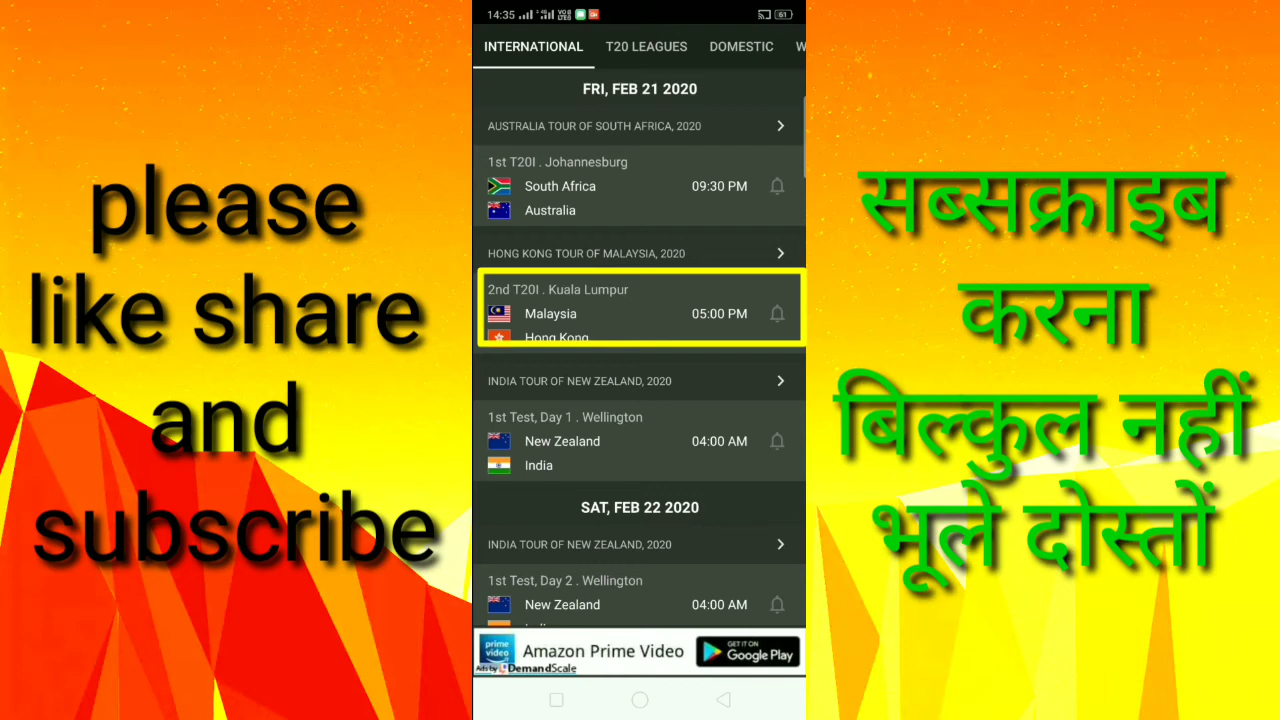 please
like share
and
subscribe
14:35
61
INTERNATIONAL T20 LEAGUES DOMESTIC W
FRI, FEB 21 2020
AUSTRALIA TOUR OF SOUTH AFRICA, 2020
1st T20I . Johannesburg
South Africa 09:30 PM
Australia
HONG KONG TOUR OF MALAYSIA, 2020
2nd T20I . Kuala Lumpur
Malaysia 05:00 PM
Hong Kong
INDIA TOUR OF NEW ZEALAND, 2020
1st Test, Day 1 . Wellington
New Zealand 04:00 AM
India
SAT, FEB 22 2020
INDIA TOUR OF NEW ZEALAND, 2020
1st Test, Day 2 . Wellington
New Zealand 04:00 AM
prime video
Amazon Prime Video
GET IT ON
Google Play
Ads by DemandScale
सब्सक्राइब
करना
बिल्कुल नहीं
भूले दोस्तों